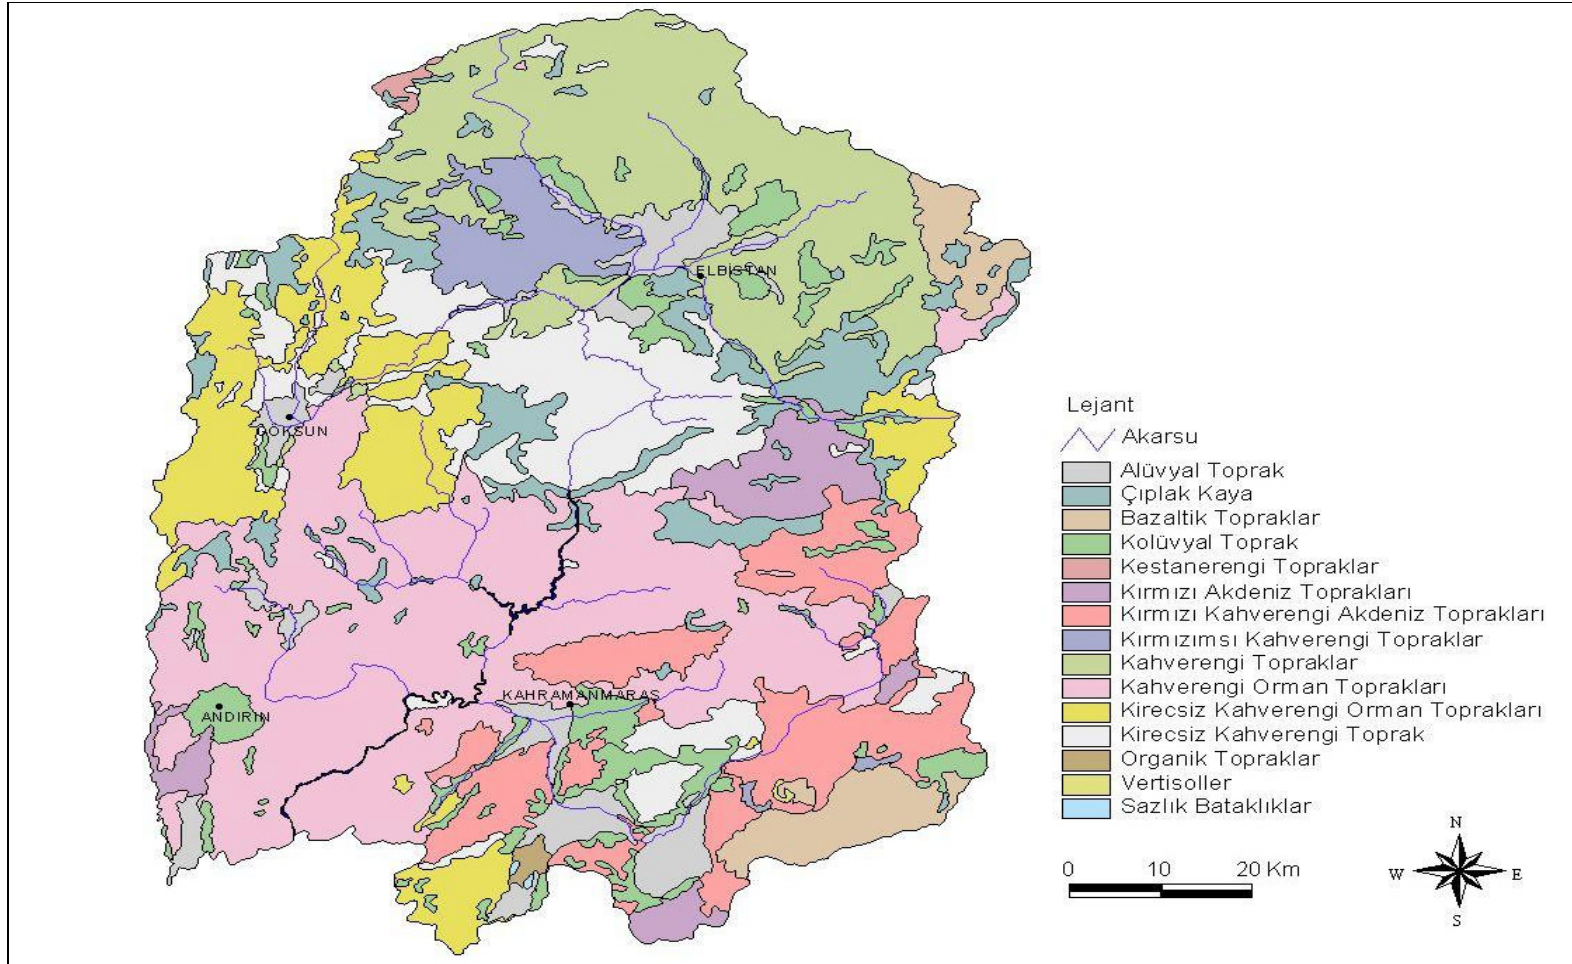 ELBİSTAN
GÖKSUN
KAHRAMANMARAŞ
ANDIRIN
Lejant
Akarsu
Alüvyal Toprak
Çıplak Kaya
Bazaltik Topraklar
Kolüvyal Toprak
Kestanerengi Topraklar
Kırmızı Akdeniz Toprakları
Kırmızı Kahverengi Akdeniz Toprakları
Kırmızımsı Kahverengi Topraklar
Kahverengi Topraklar
Kahverengi Orman Toprakları
Kirecsiz Kahverengi Orman Toprakları
Kirecsiz Kahverengi Toprak
Organik Topraklar
Vertisoller
Sazlık Bataklıklar
0 10 20 Km
N
W E
S